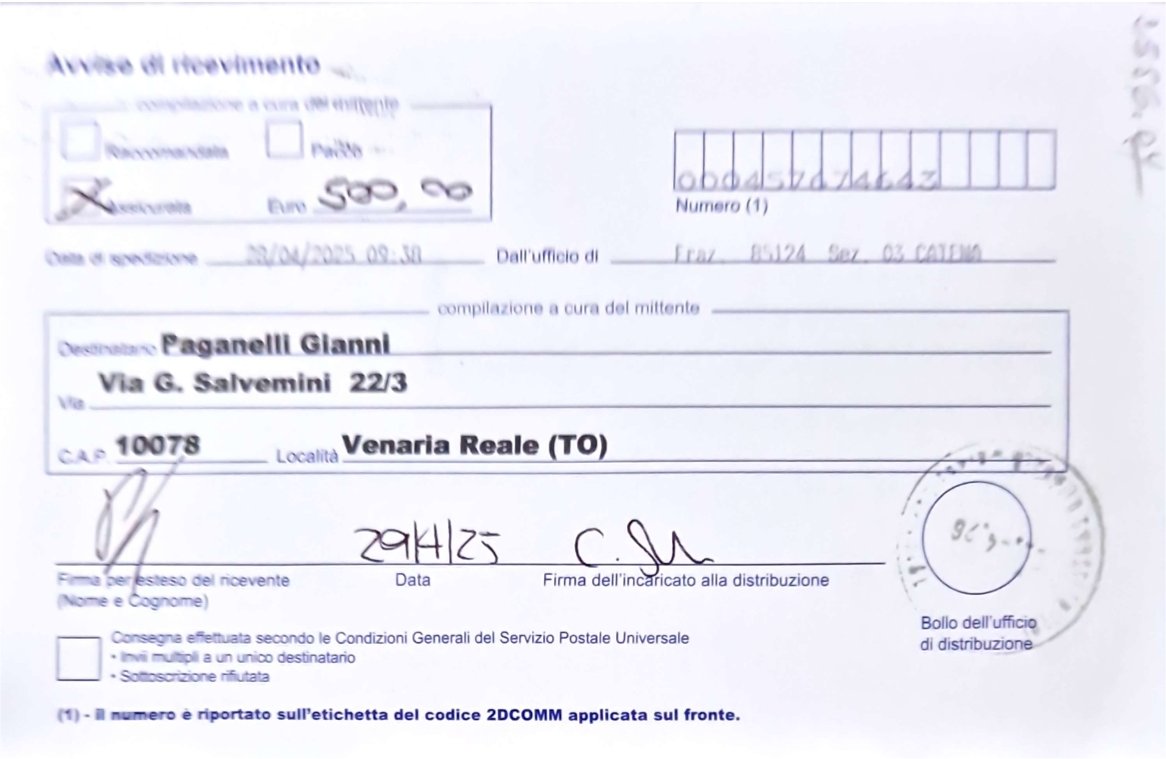 Avviso di ricevimento
compilazione a cura del mittente
Raccomandata Pacco
X Assicurata Euro 500,00
Numero (1)
Data di spedizione 28/04/2025 09:38 Dall'ufficio di Fraz. 85124 Sez. 03
compilazione a cura del mittente
Destinatario Paganelli Gianni
Via Via G. Salvemini 22/3
C.A.P. 10078 Località Venaria Reale (TO)
29/4/25 C.
Firma per esteso del ricevente Data Firma dell'incaricato alla distribuzione
(Nome e Cognome)
Bollo dell'ufficio
di distribuzione
Consegna effettuata secondo le Condizioni Generali del Servizio Postale Universale
• Invii multipli a un unico destinatario
• Sottoscrizione rifiutata
(1) - il numero è riportato sull'etichetta del codice 2DCOMM applicata sul fronte.